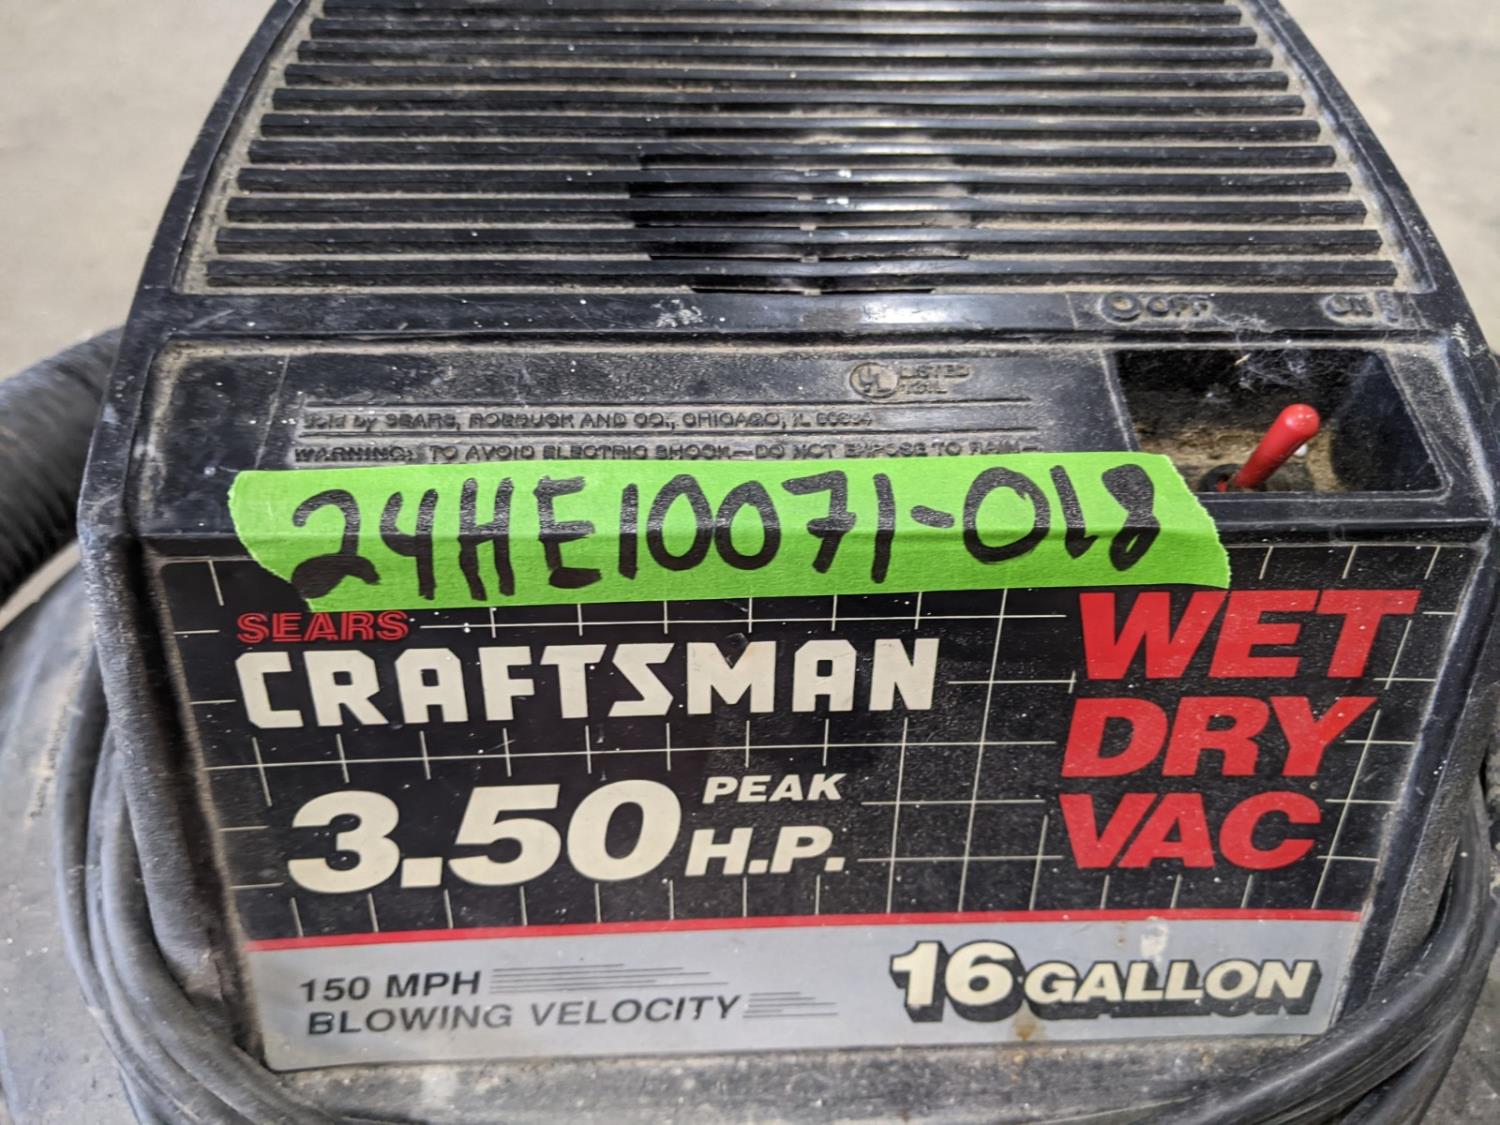 OFF ON
UL LISTED
Sold by SEARS, ROEBUCK AND CO., CHICAGO, IL 60684
WARNING: TO AVOID ELECTRIC SHOCK—DO NOT EXPOSE TO RAIN—
24HE10071-018
SEARS
CRAFTSMAN
WET
DRY
VAC
3.50 PEAK
H.P.
150 MPH
BLOWING VELOCITY
16 GALLON